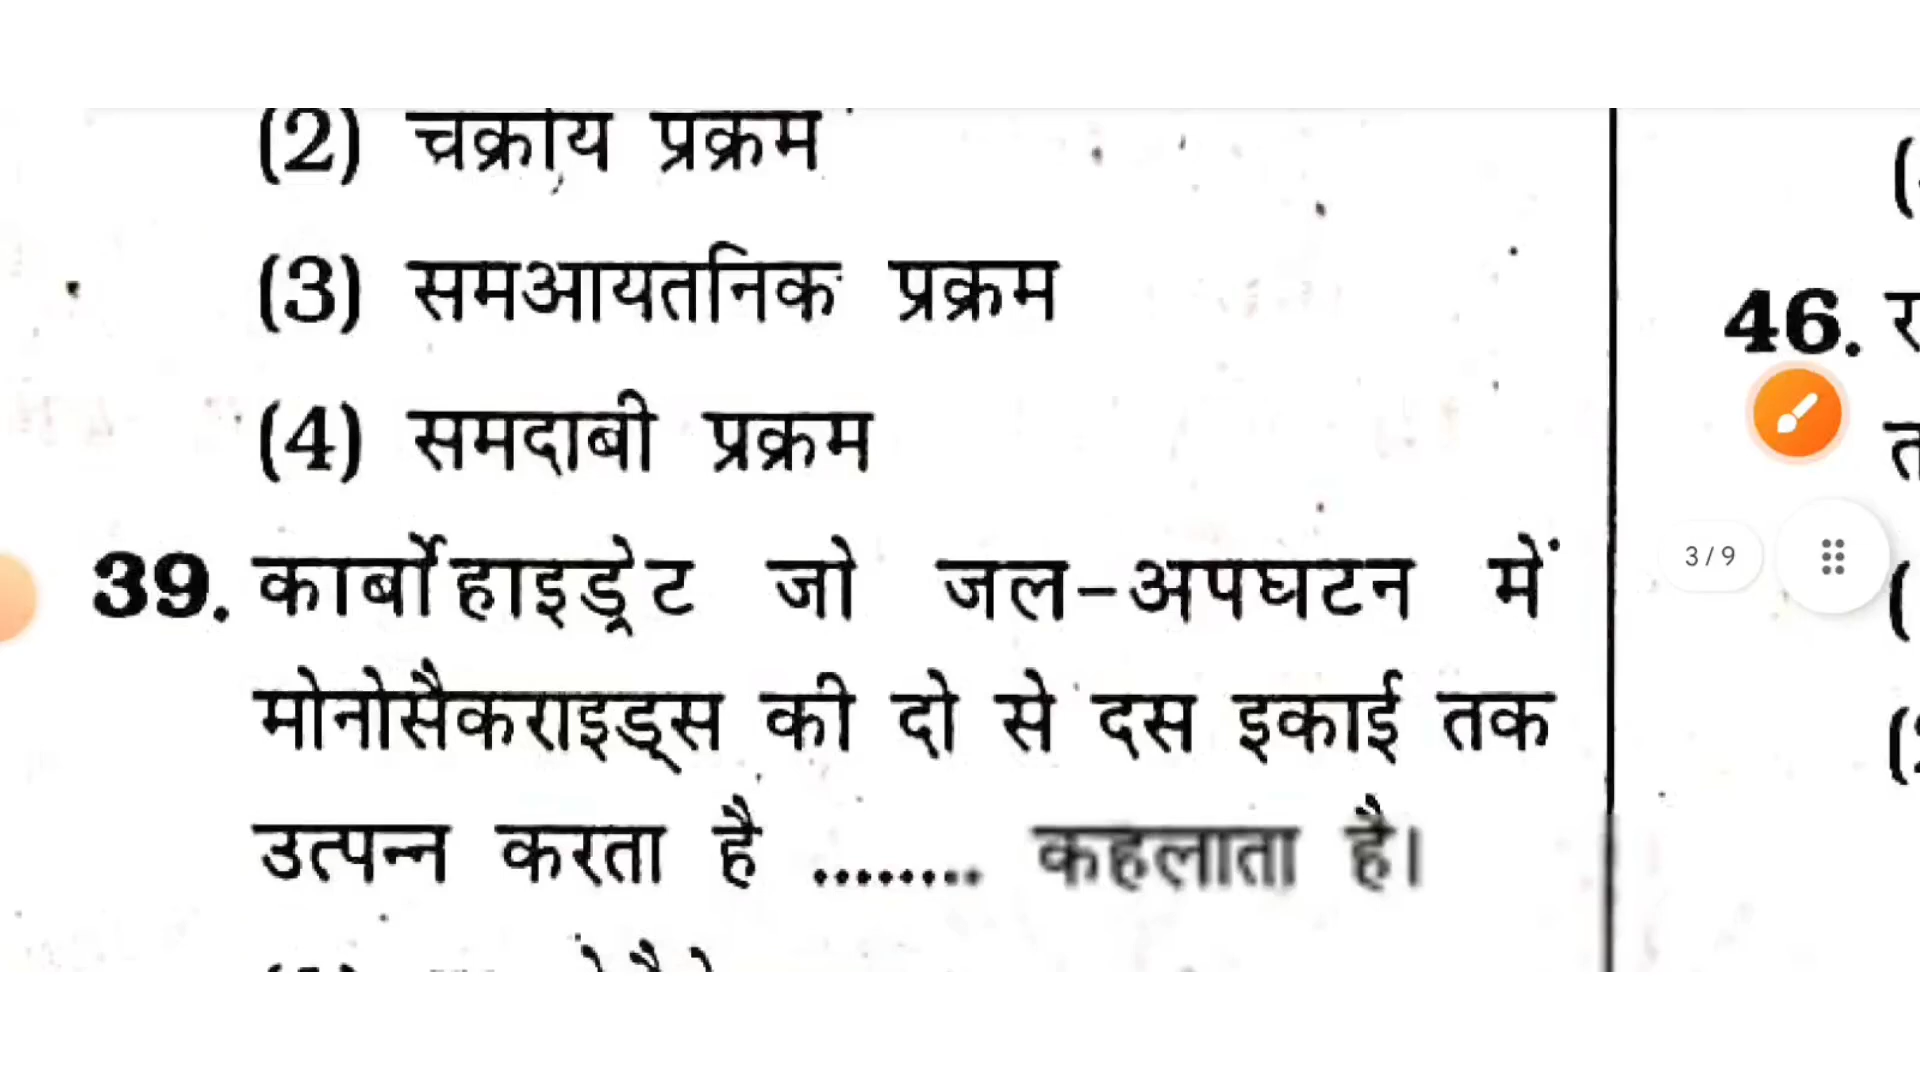 (2) चक्रीय प्रक्रम
(3) समआयतनिक प्रक्रम
(4) समदाबी प्रक्रम
39. कार्बोहाइड्रेट जो जल-अपघटन में
मोनोसैकराइड्स की दो से दस इकाई तक
उत्पन्न करता है ........ कहलाता है।
46.
3/9